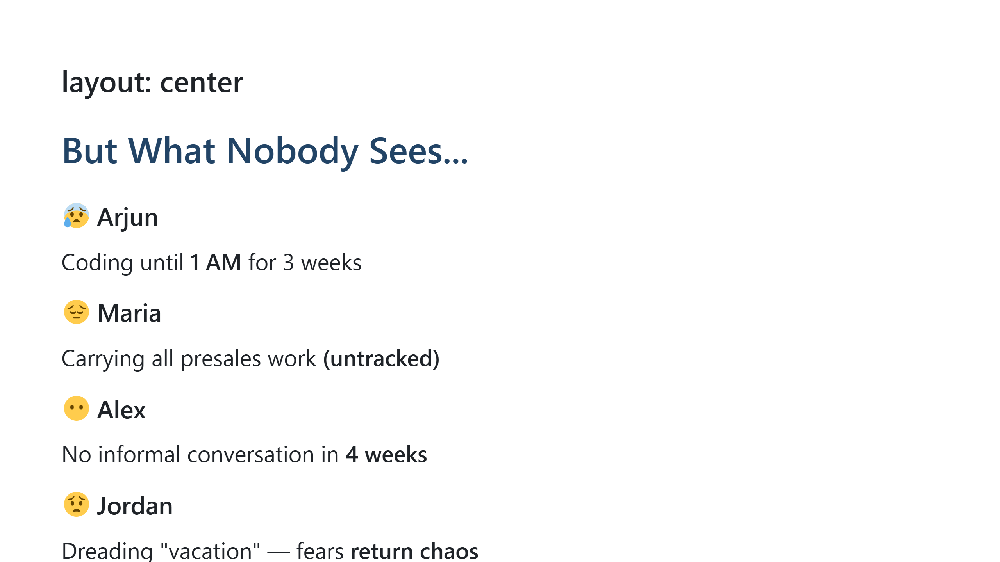 layout: center
But What Nobody Sees...
😰 Arjun
Coding until 1 AM for 3 weeks
😔 Maria
Carrying all presales work (untracked)
😶 Alex
No informal conversation in 4 weeks
😟 Jordan
Dreading "vacation" — fears return chaos